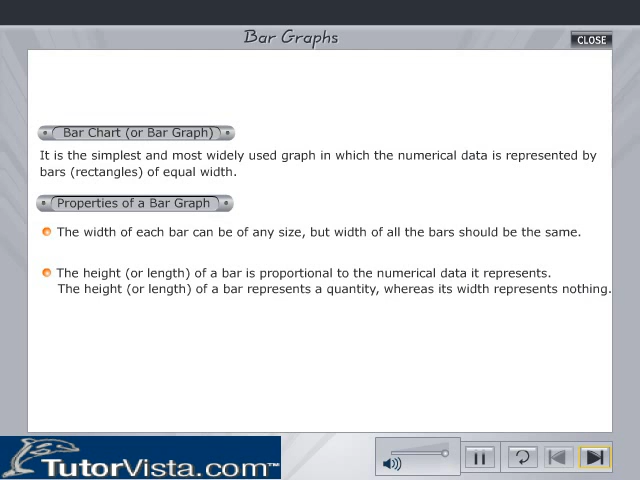 Bar Graphs
CLOSE
Bar Chart (or Bar Graph)
It is the simplest and most widely used graph in which the numerical data is represented by
bars (rectangles) of equal width.
Properties of a Bar Graph
The width of each bar can be of any size, but width of all the bars should be the same.
The height (or length) of a bar is proportional to the numerical data it represents.
The height (or length) of a bar represents a quantity, whereas its width represents nothing.
TutorVista.com™